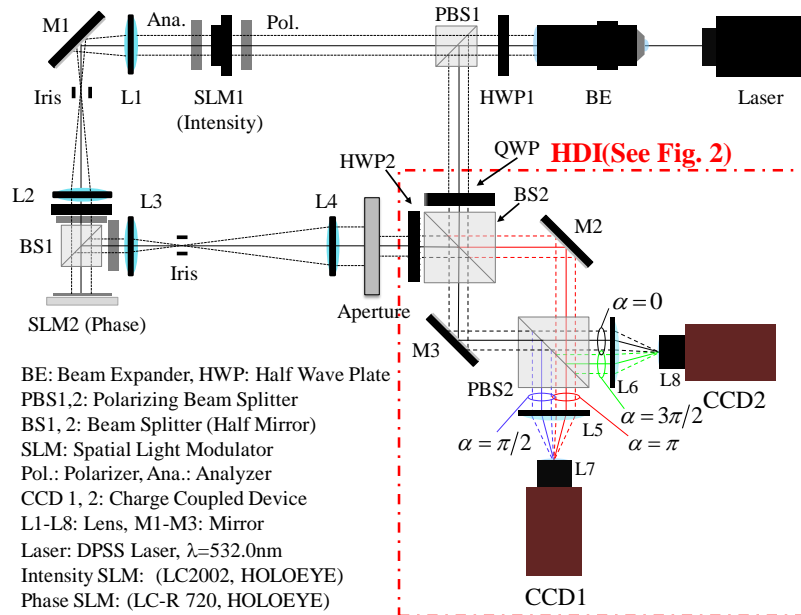 M1
Ana.
Pol.
PBS1
Iris
L1
SLM1
(Intensity)
HWP1
BE
Laser
HWP2
QWP
HDI(See Fig. 2)
BS2
L2
L3
L4
M2
BS1
Iris
Aperture
SLM2 (Phase)
M3
α=0
PBS2
L6
L8
CCD2
α=3π/2
α=π/2
L5
α=π
L7
CCD1
BE: Beam Expander, HWP: Half Wave Plate
PBS1,2: Polarizing Beam Splitter
BS1, 2: Beam Splitter (Half Mirror)
SLM: Spatial Light Modulator
Pol.: Polarizer, Ana.: Analyzer
CCD 1, 2: Charge Coupled Device
L1-L8: Lens, M1-M3: Mirror
Laser: DPSS Laser, λ=532.0nm
Intensity SLM: (LC2002, HOLOEYE)
Phase SLM: (LC-R 720, HOLOEYE)